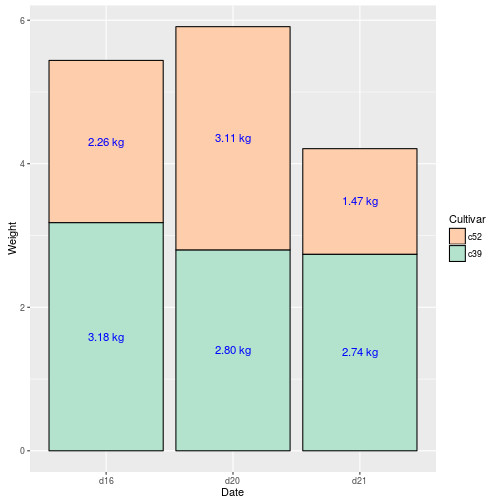 6
4
2
0
Weight
2.26 kg
3.11 kg
1.47 kg
3.18 kg
2.80 kg
2.74 kg
d16
d20
d21
Date
Cultivar
c52
c39